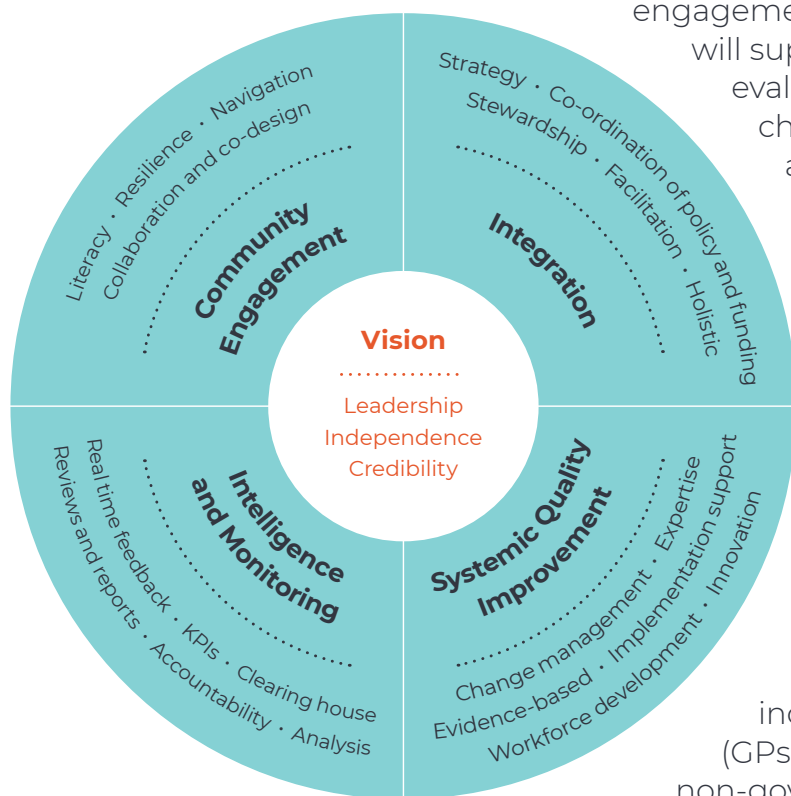 engageme
will sup
eval
ch
a
Literacy · Resilience · Navigation
Collaboration and co-design
Community
Engagement
Strategy · Co-ordination of policy and funding
Stewardship · Facilitation · Holistic
Integration
Vision
Leadership
Independence
Credibility
Intelligence
and Monitoring
Real time feedback · KPIs · Clearing house
Reviews and reports · Accountability · Analysis
Systemic Quality
Improvement
Change management · Expertise
Evidence-based · Implementation support
Workforce development · Innovation
inc
(GPs
non-gov